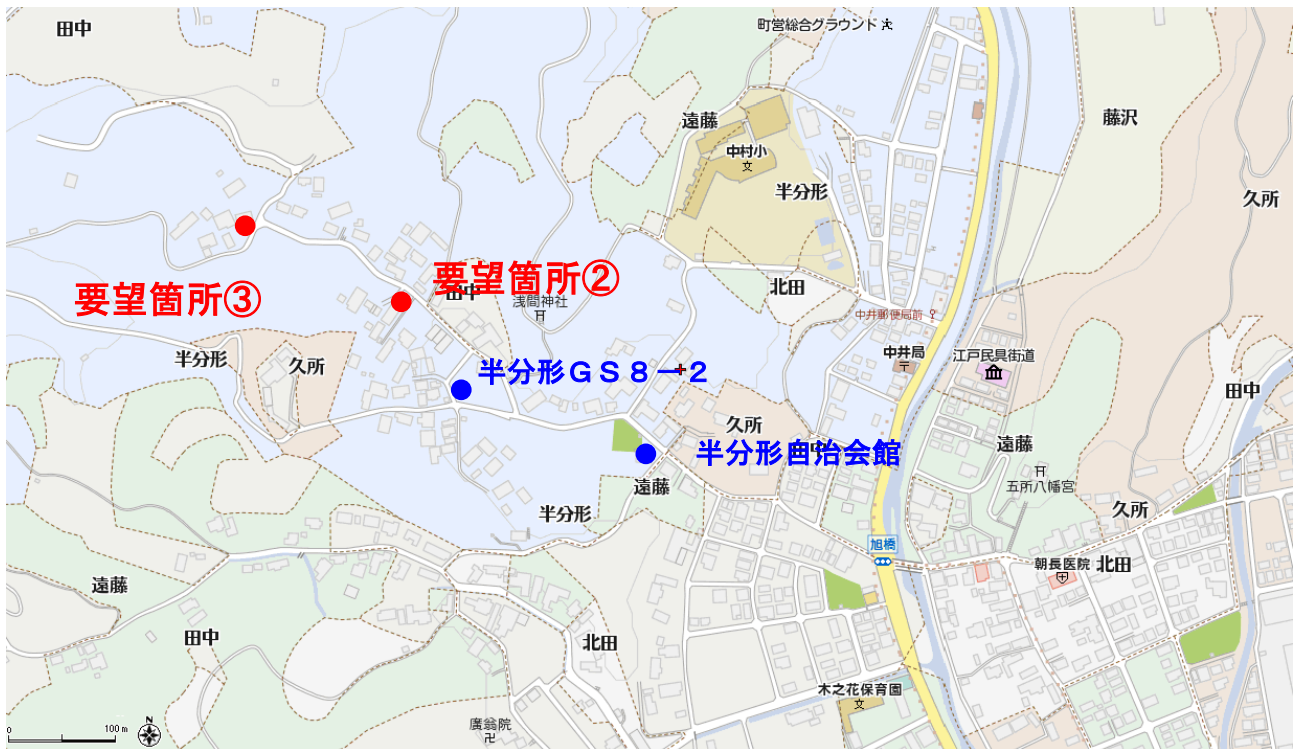 田中
町営総合グラウンド
遠藤
藤沢
中村小
文
半分形
久所
要望箇所②
北田
田中
要望箇所③
浅間神社
中井郵便局前
中井局
江戸民具街道
半分形
久所
半分形GS8-2
田中
久所
半分形自治会館
田中
遠藤
遠藤
五所八幡宮
半分形
久所
旭橋
朝長医院
北田
遠藤
田中
北田
木之花保育園
文
廣翁院
0
100 m
N